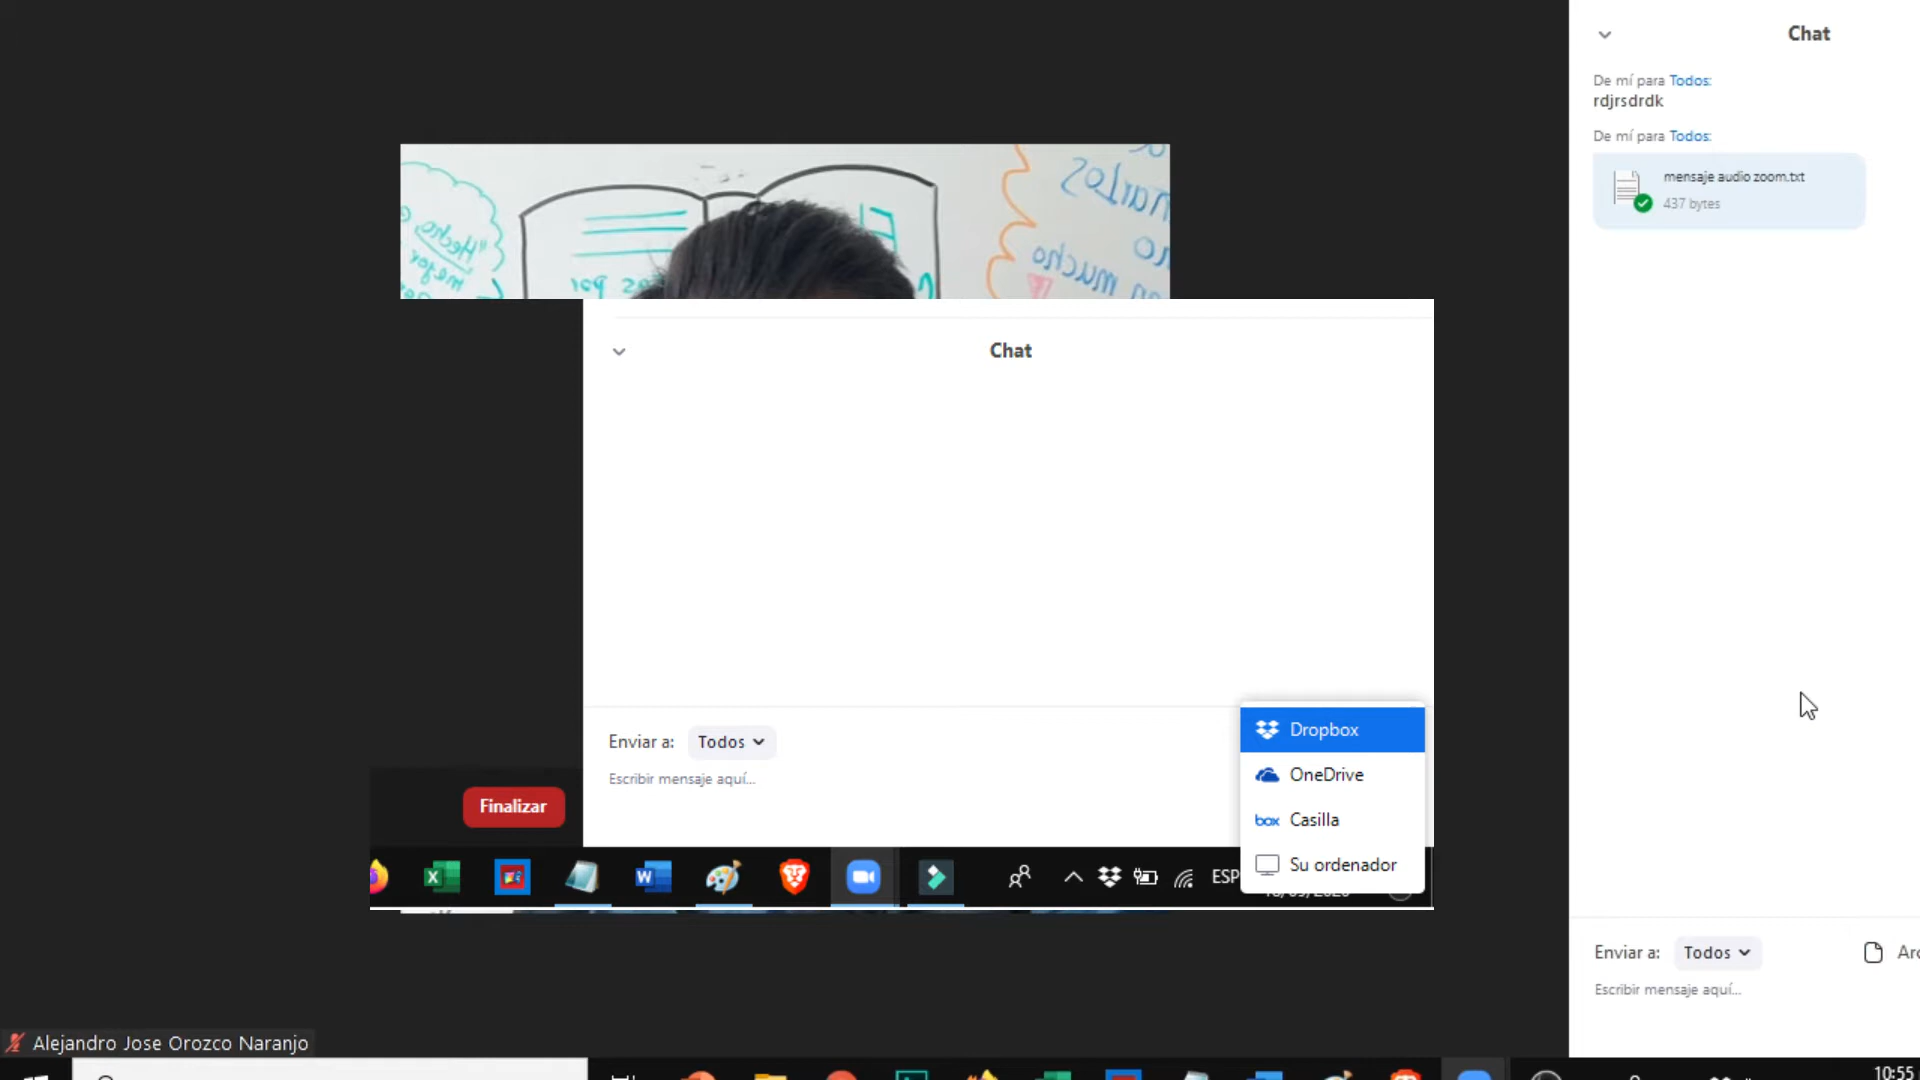 Chat
De mí para Todos:
rdjrsdrdk
De mí para Todos:
mensaje audio zoom.txt
437 bytes
Chat
Enviar a: Todos
Escribir mensaje aquí...
Dropbox
OneDrive
box Casilla
Su ordenador
Finalizar
ESP
Enviar a: Todos
Escribir mensaje aquí...
Alejandro Jose Orozco Naranjo
10:55